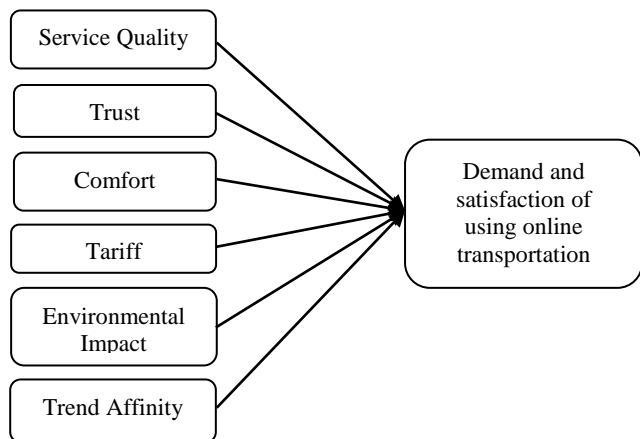 Service Quality
Trust
Comfort
Tariff
Environmental
Impact
Trend Affinity
Demand and
satisfaction of
using online
transportation